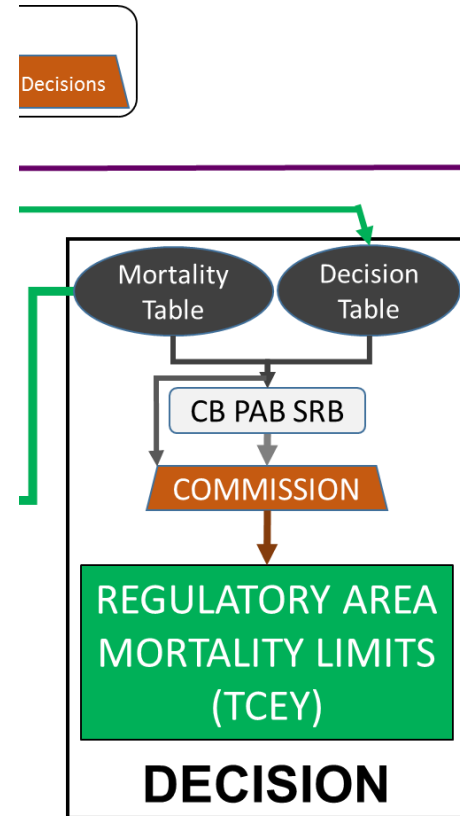 Decisions
Mortality
Table
Decision
Table
CB PAB SRB
COMMISSION
REGULATORY AREA
MORTALITY LIMITS
(TCEY)
DECISION